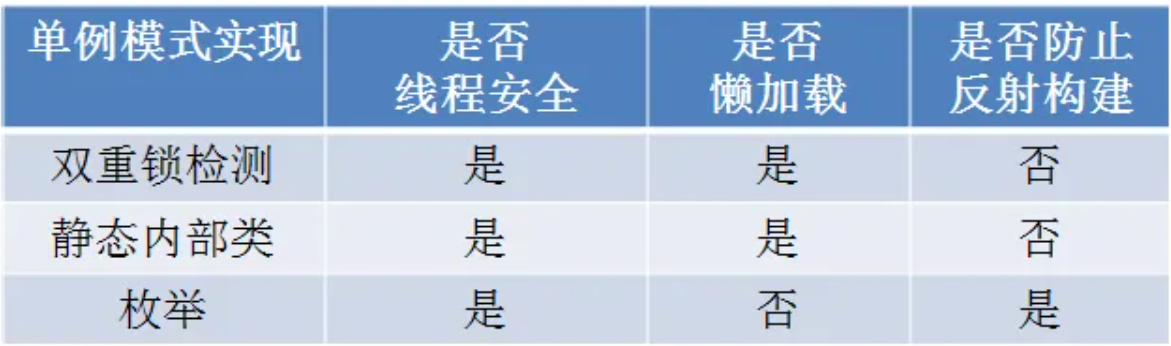 单例模式实现 是否线程安全 是否懒加载 是否防止反射构建
双重锁检测 是 是 否
静态内部类 是 是 否
枚举 是 否 是